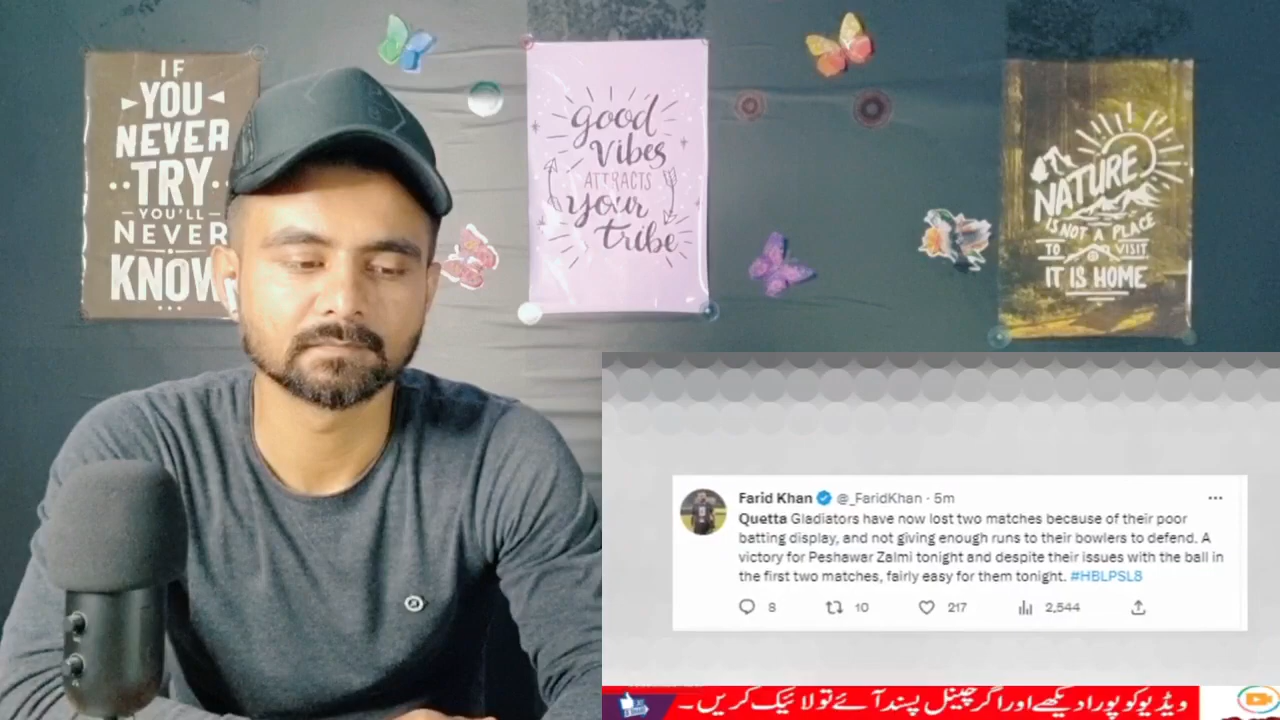 IF
YOU
NEVER
TRY
YOU'LL
NEVER
KNOW
good
vibes
ATTRACTS
your
tribe
NATURE
IS NOT A PLACE
TO VISIT
IT IS HOME
Farid Khan @_FaridKhan · 5m
Quetta Gladiators have now lost two matches because of their poor
batting display, and not giving enough runs to their bowlers to defend. A
victory for Peshawar Zalmi tonight and despite their issues with the ball in
the first two matches, fairly easy for them tonight. #HBLPSL8
8 10 217 2,544
ویڈیو کو پورا دیکھے اور اگر چینل پسند آئے تو لائیک کریں۔